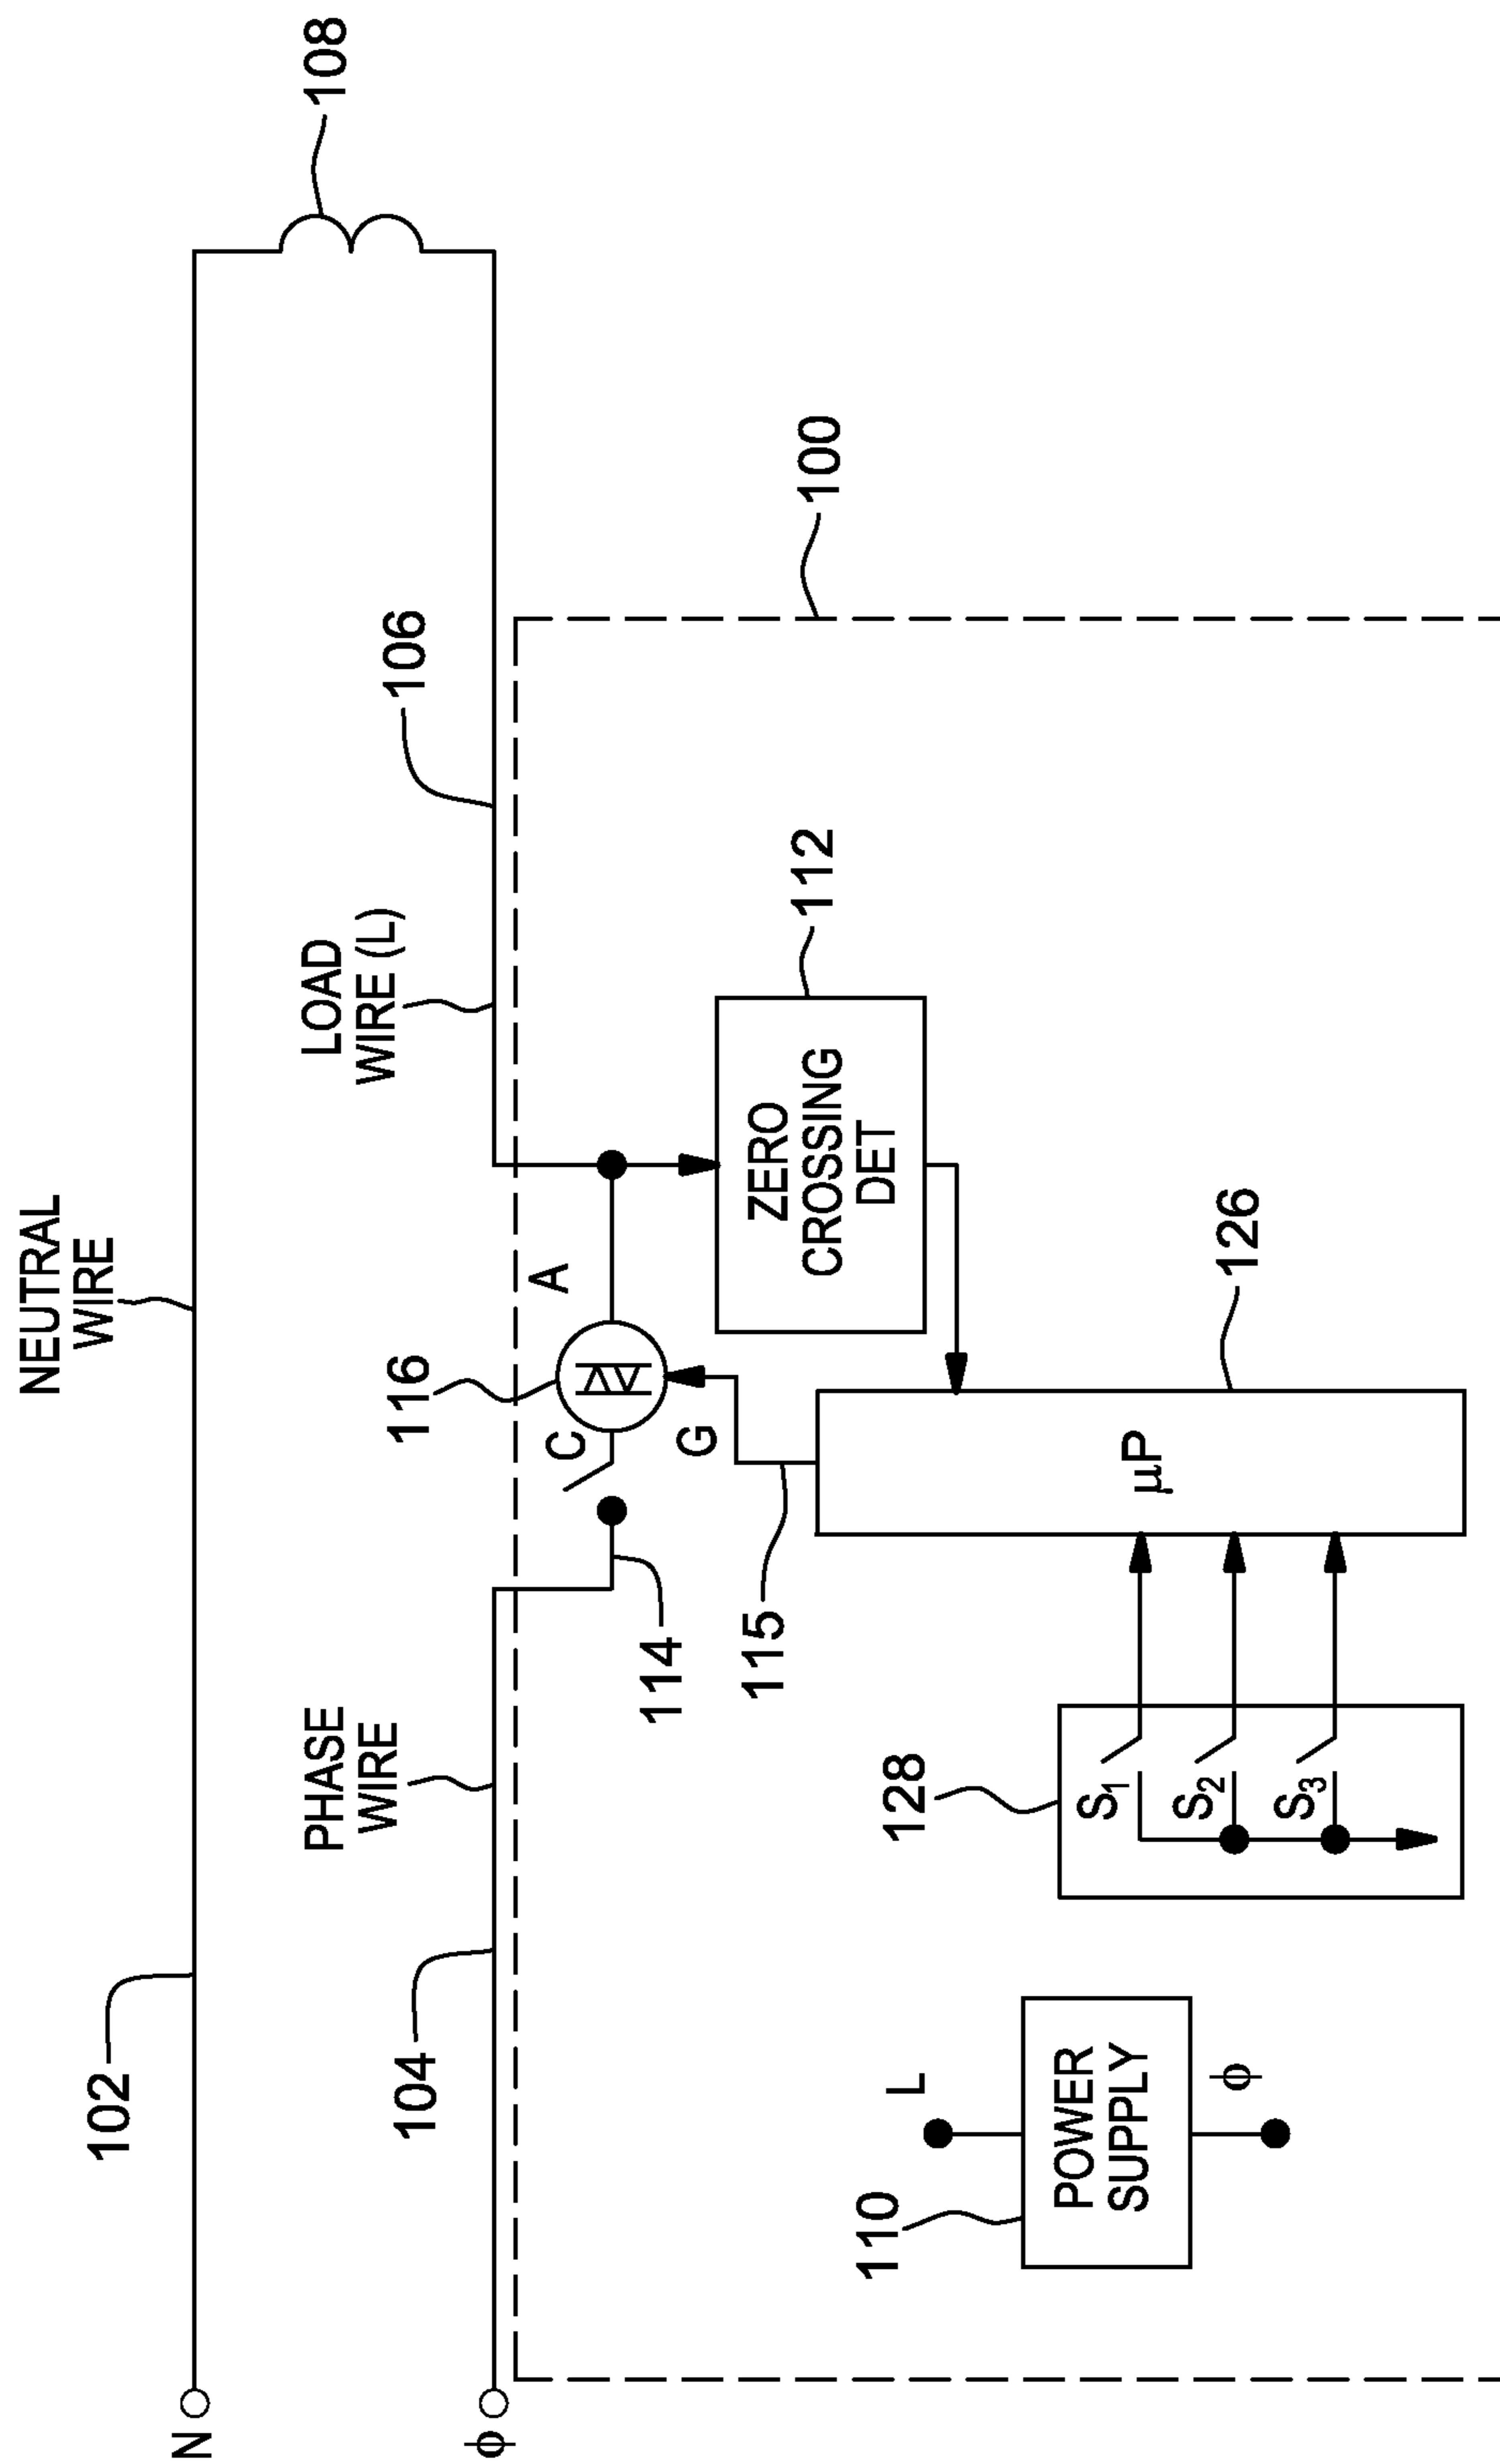 NEUTRAL
WIRE
102
N
108
PHASE
WIRE
104
ϕ
LOAD
WIRE (L)
106
100
116
C
A
G
114
115
ZERO
CROSSING
DET
112
µP
126
128
S1
S2
S3
110
L
POWER
SUPPLY
ϕ